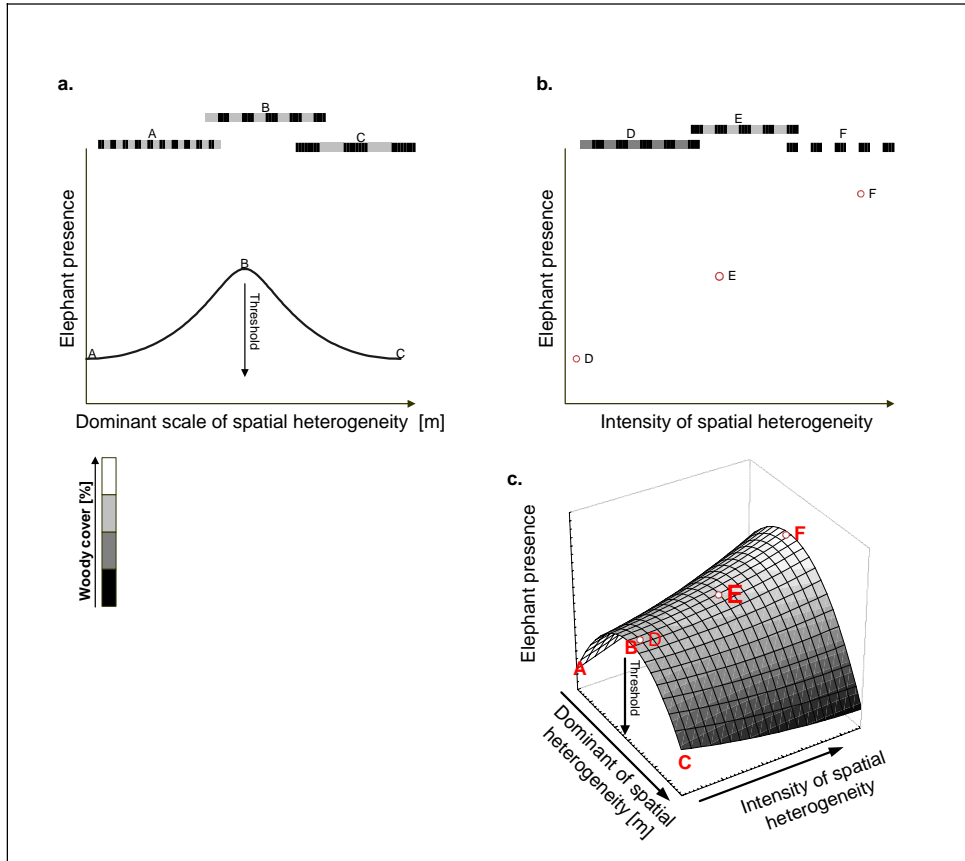 a.
A
B
C
Elephant presence
B
A
C
Threshold
Dominant scale of spatial heterogeneity [m]
b.
D
E
F
Elephant presence
F
E
D
Intensity of spatial heterogeneity
Woody cover [%]
c.
Elephant presence
F
E
D
B
A
C
Threshold
Dominant of spatial
heterogeneity [m]
Intensity of spatial
heterogeneity